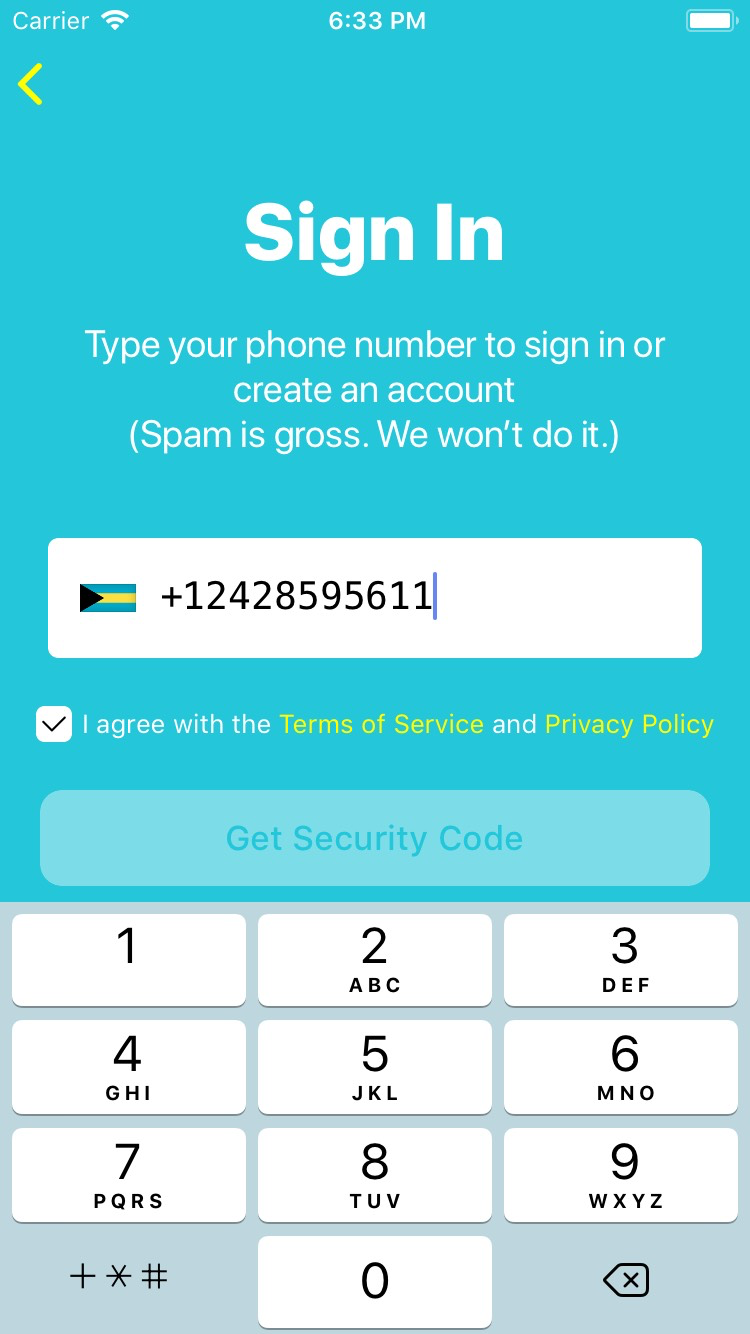 Carrier 6:33 PM
Sign In
Type your phone number to sign in or
create an account
(Spam is gross. We won’t do it.)
+12428595611
I agree with the Terms of Service and Privacy Policy
Get Security Code
1 2 3
ABC DEF
4 5 6
GHI JKL MNO
7 8 9
PQRS TUV WXYZ
+ * # 0